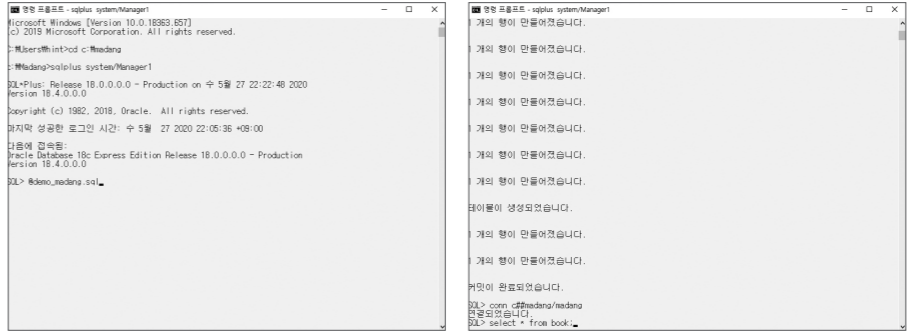 명령 프롬프트 - sqlplus system/Manager1
Microsoft Windows [Version 10.0.18363.657]
(c) 2019 Microsoft Corporation. All rights reserved.
C:₩Users₩hint>cd c:₩madang
c:₩Madang>sqlplus system/Manager1
SQL*Plus: Release 18.0.0.0.0 - Production on 수 5월 27 22:22:48 2020
Version 18.4.0.0.0
Copyright (c) 1982, 2018, Oracle. All rights reserved.
마지막 성공한 로그인 시간: 수 5월 27 2020 22:05:36 +09:00
다음에 접속됨:
Oracle Database 18c Express Edition Release 18.0.0.0.0 - Production
Version 18.4.0.0.0
SQL> @demo_madang.sql
명령 프롬프트 - sqlplus system/Manager1
1 개의 행이 만들어졌습니다.
1 개의 행이 만들어졌습니다.
1 개의 행이 만들어졌습니다.
1 개의 행이 만들어졌습니다.
1 개의 행이 만들어졌습니다.
1 개의 행이 만들어졌습니다.
1 개의 행이 만들어졌습니다.
테이블이 생성되었습니다.
1 개의 행이 만들어졌습니다.
1 개의 행이 만들어졌습니다.
커밋이 완료되었습니다.
SQL> conn c##madang/madang
연결되었습니다.
SQL> select * from book;